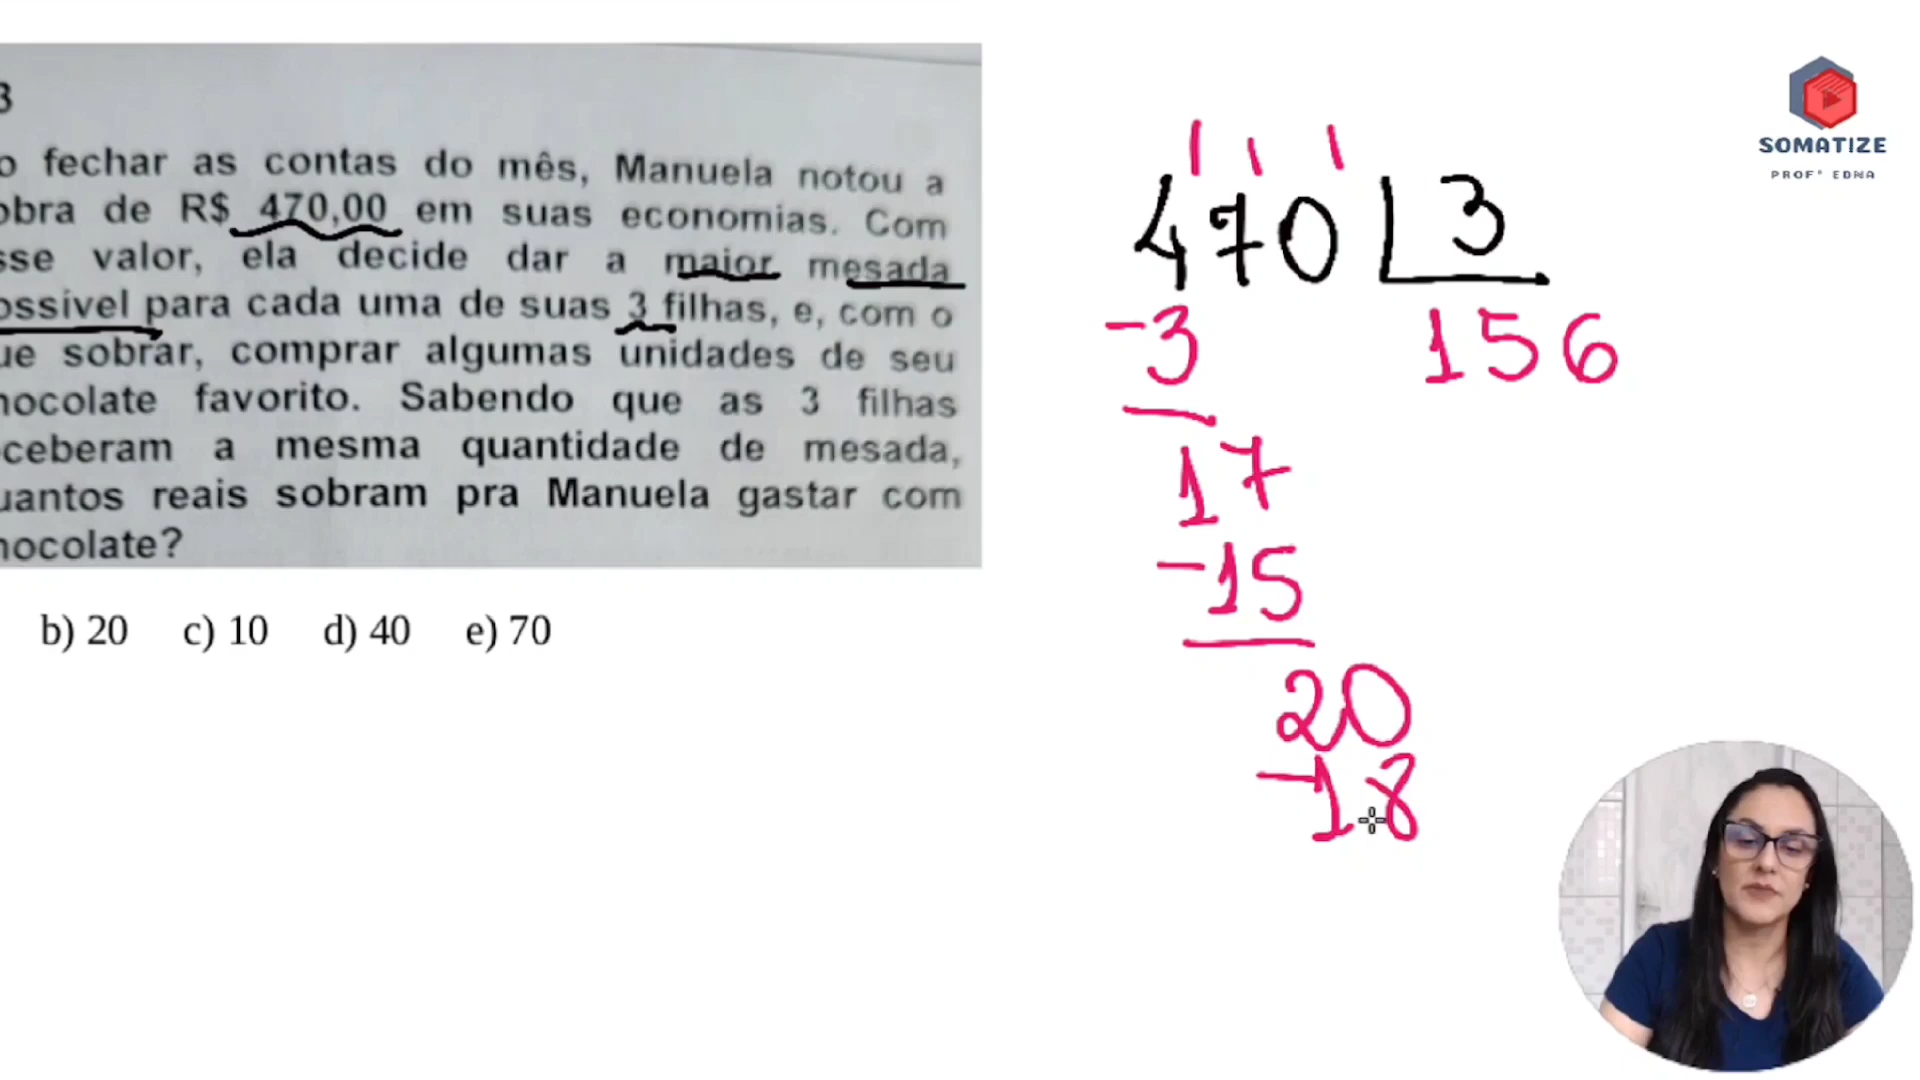 3
o fechar as contas do mês, Manuela notou a
obra de R$ 470,00 em suas economias. Com
sse valor, ela decide dar a maior mesada
ossível para cada uma de suas 3 filhas, e, com o
ue sobrar, comprar algumas unidades de seu
hocolate favorito. Sabendo que as 3 filhas
ceberam a mesma quantidade de mesada,
uantos reais sobram pra Manuela gastar com
hocolate?
b) 20 c) 10 d) 40 e) 70
470 3
-3 156
17
-15
20
-18
SOMATIZE
PROFª EDNA